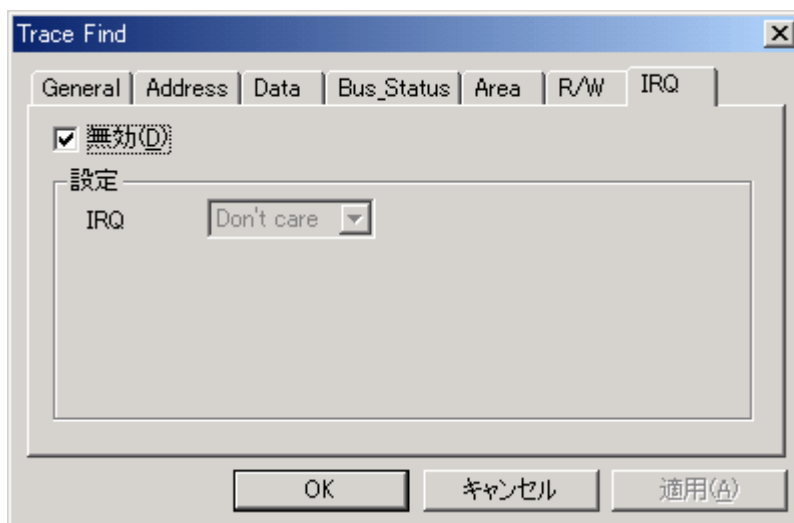 Trace Find
General Address Data Bus_Status Area R/W IRQ
無効(D)
設定
IRQ Don't care
OK キャンセル 適用(A)